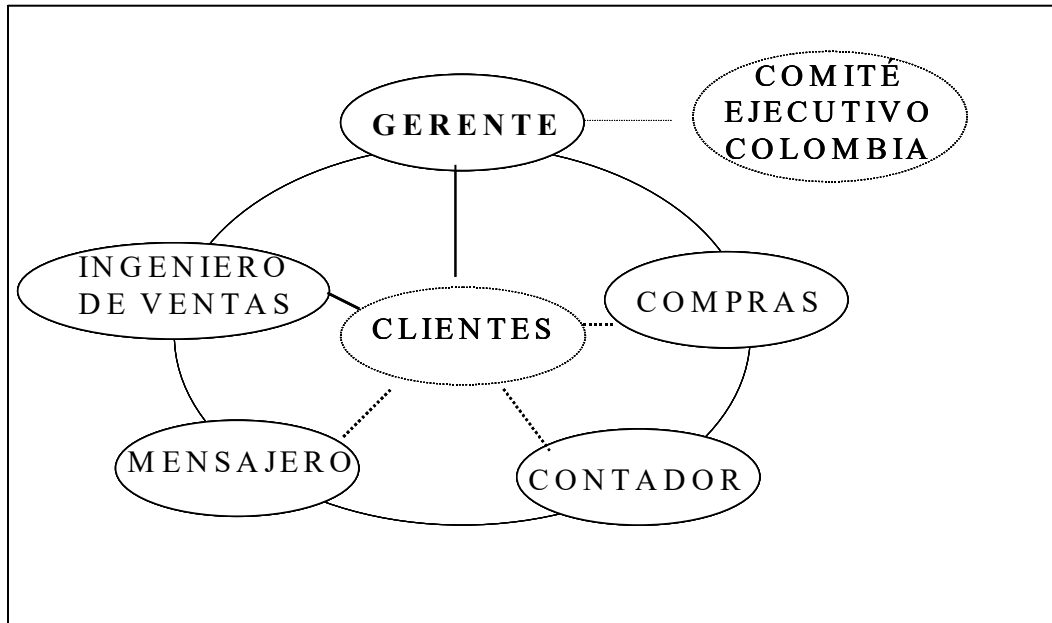 COMITÉ
EJECUTIVO
COLOMBIA
GERENTE
INGENIERO
DE VENTAS
CLIENTES
COMPRAS
MENSAJERO
CONTADOR